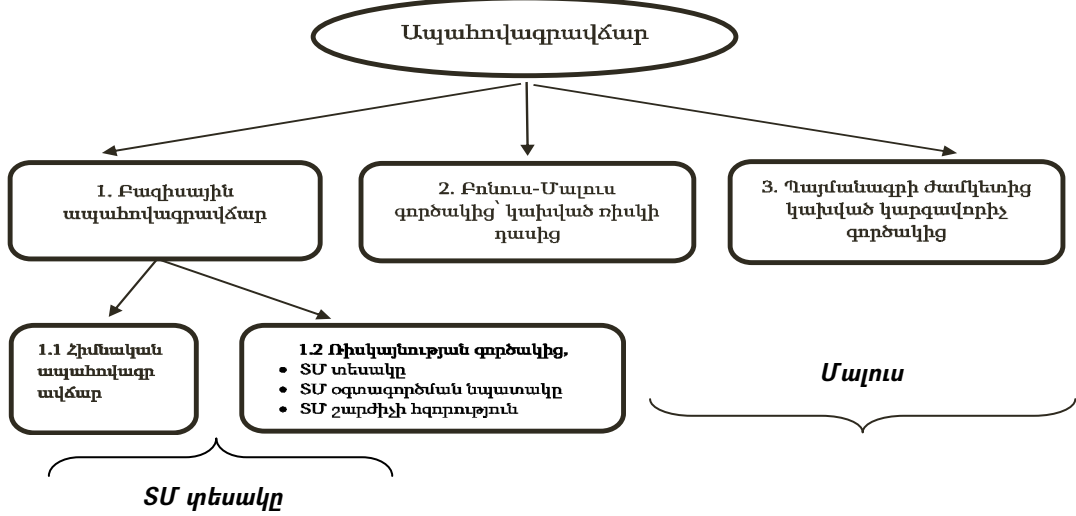 Ապահովագրավճար
1. Բազիսային
ապահովագրավճար
2. Բոնուս-Մալուս
գործակից՝ կախված ռիսկի
դասից
3. Պայմանագրի ժամկետից
կախված կարգավորիչ
գործակից
1.1 Հիմնական
ապահովագր
ավճար
1.2 Ռիսկայնության գործակից,
• ՏՄ տեսակը
• ՏՄ օգտագործման նպատակը
• ՏՄ շարժիչի հզորություն
Մալուս
ՏՄ տեսակը